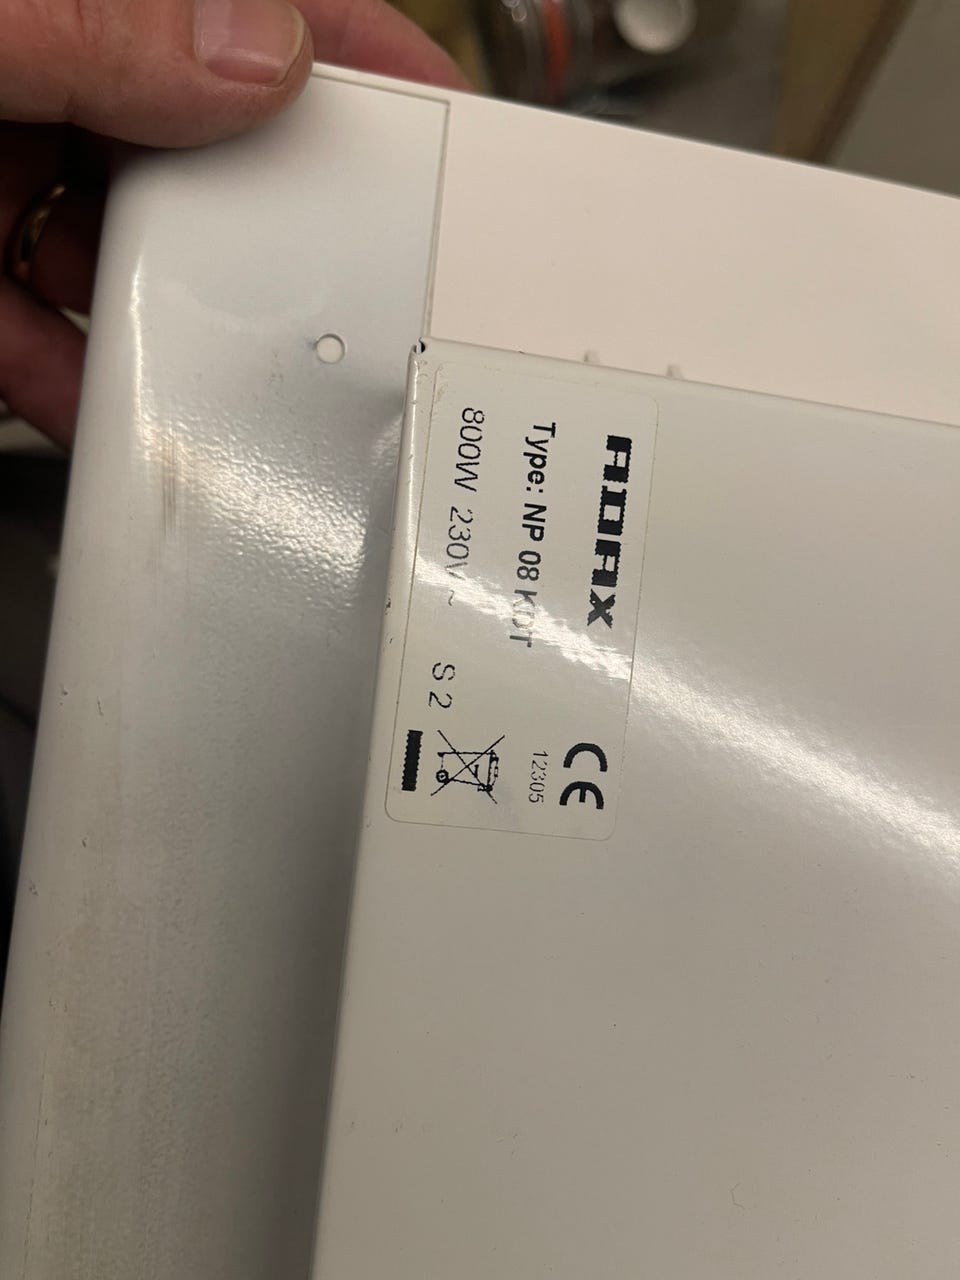 ADAX
Type: NP 08 KDT
800W 230V ~ S 2
CE
12305